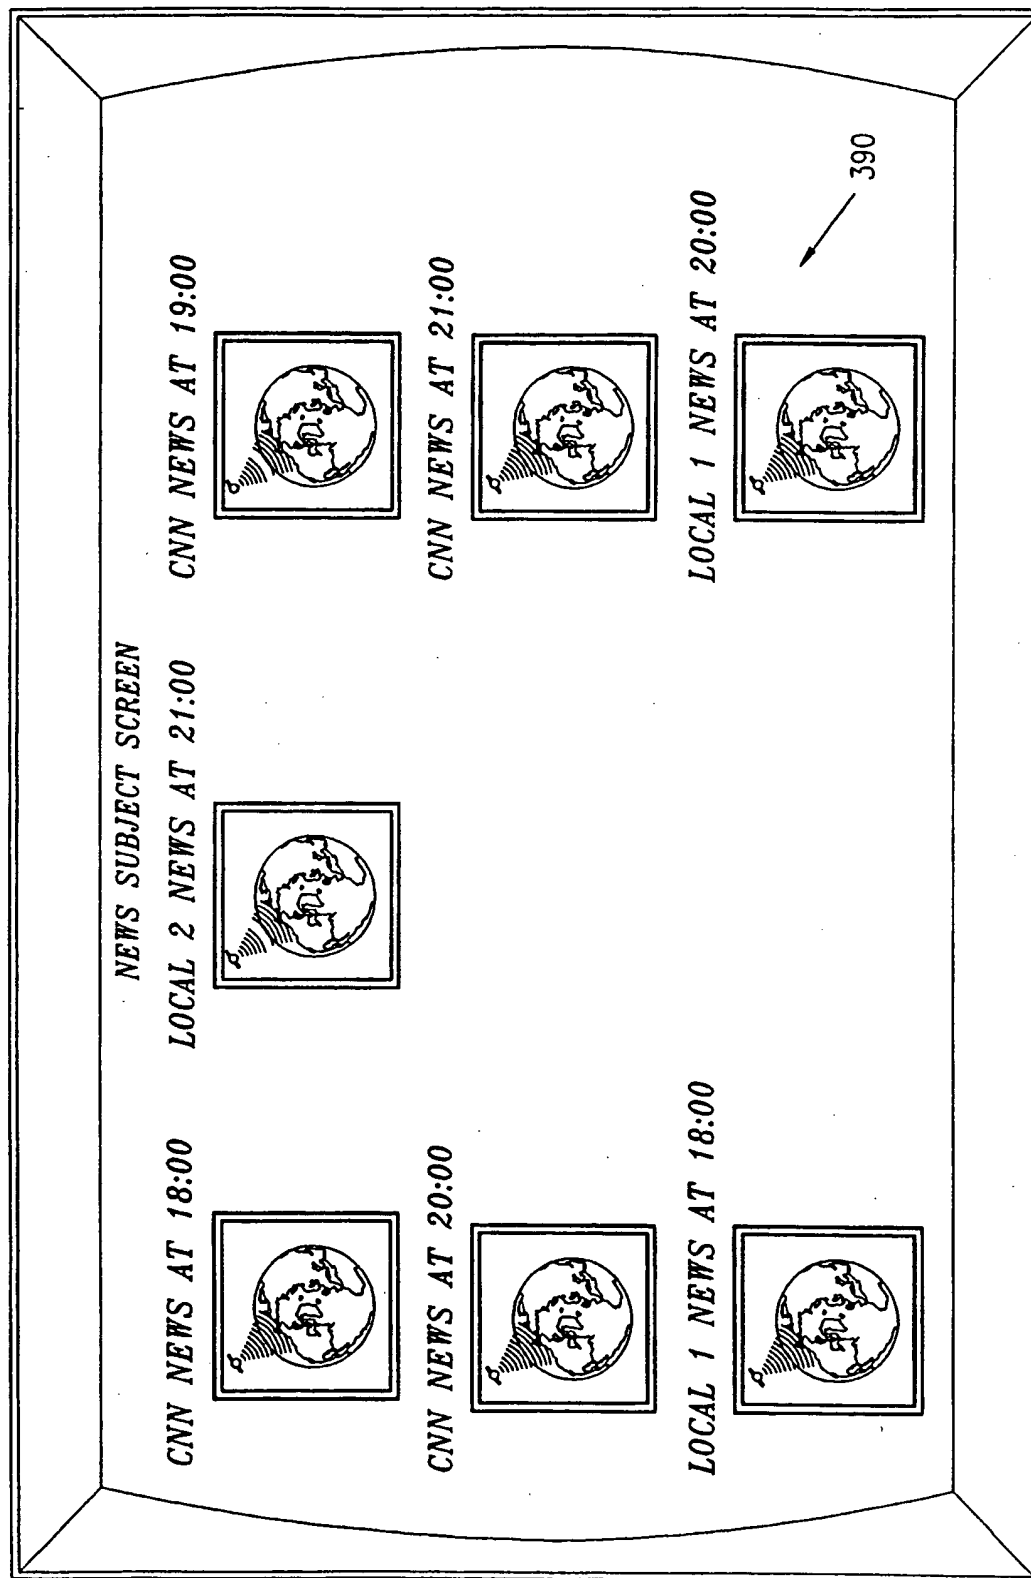 NEWS SUBJECT SCREEN
CNN NEWS AT 18:00
LOCAL 2 NEWS AT 21:00
CNN NEWS AT 19:00
CNN NEWS AT 20:00
CNN NEWS AT 21:00
LOCAL 1 NEWS AT 18:00
LOCAL 1 NEWS AT 20:00
390